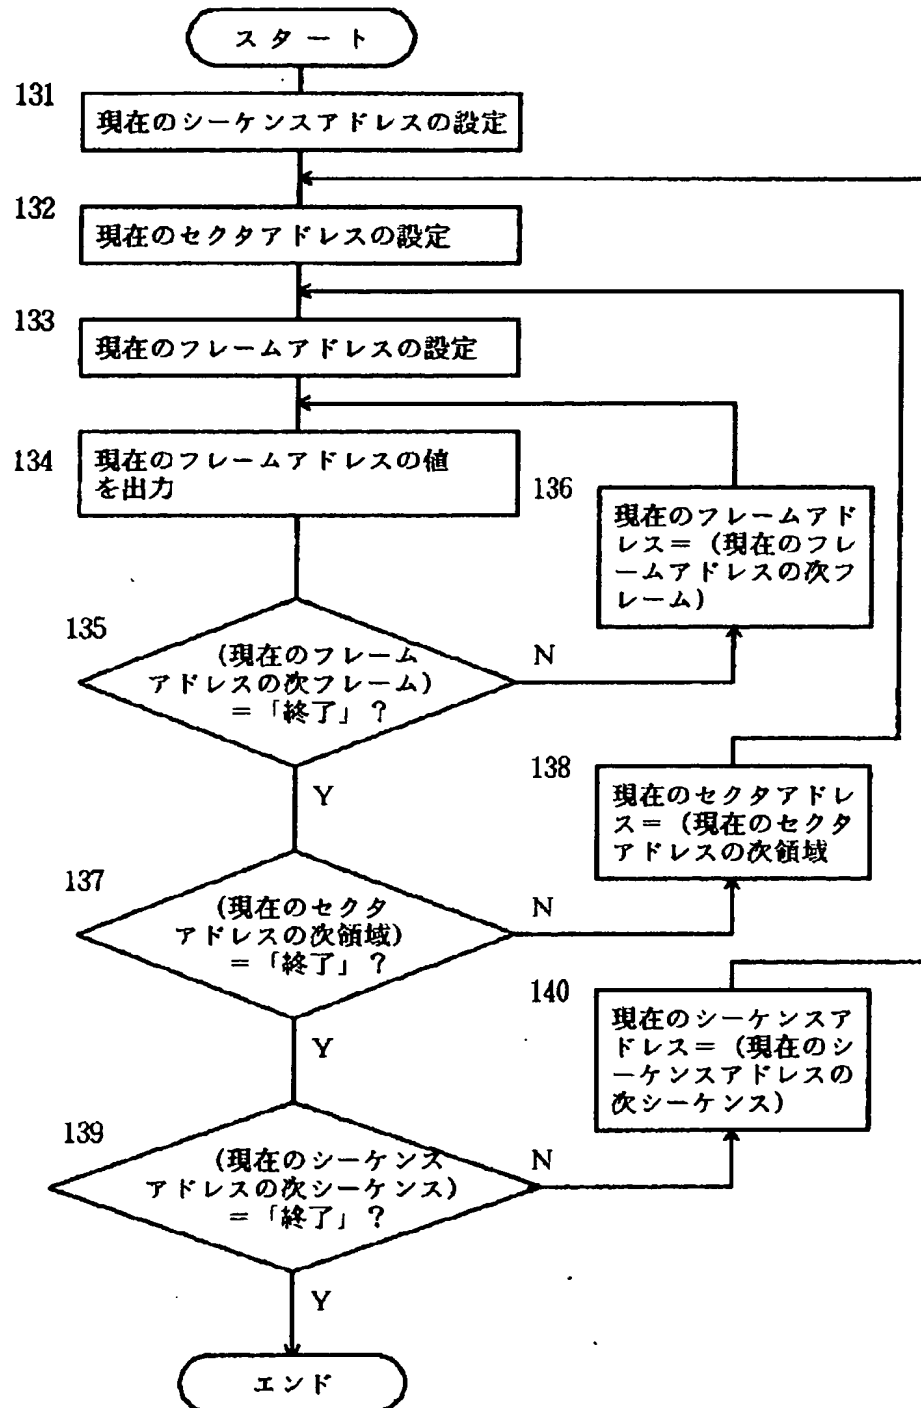 スタート
131
現在のシーケンスアドレスの設定
132
現在のセクタアドレスの設定
133
現在のフレームアドレスの設定
134
現在のフレームアドレスの値
を出力
136
現在のフレームアド
レス=(現在のフレ
ームアドレスの次フ
レーム)
135
(現在のフレーム
アドレスの次フレーム)
=「終了」?
N
Y
138
現在のセクタアドレ
ス=(現在のセクタ
アドレスの次領域
137
(現在のセクタ
アドレスの次領域)
=「終了」?
N
Y
140
現在のシーケンスア
ドレス=(現在のシ
ーケンスアドレスの
次シーケンス)
139
(現在のシーケンス
アドレスの次シーケンス)
=「終了」?
N
Y
エンド